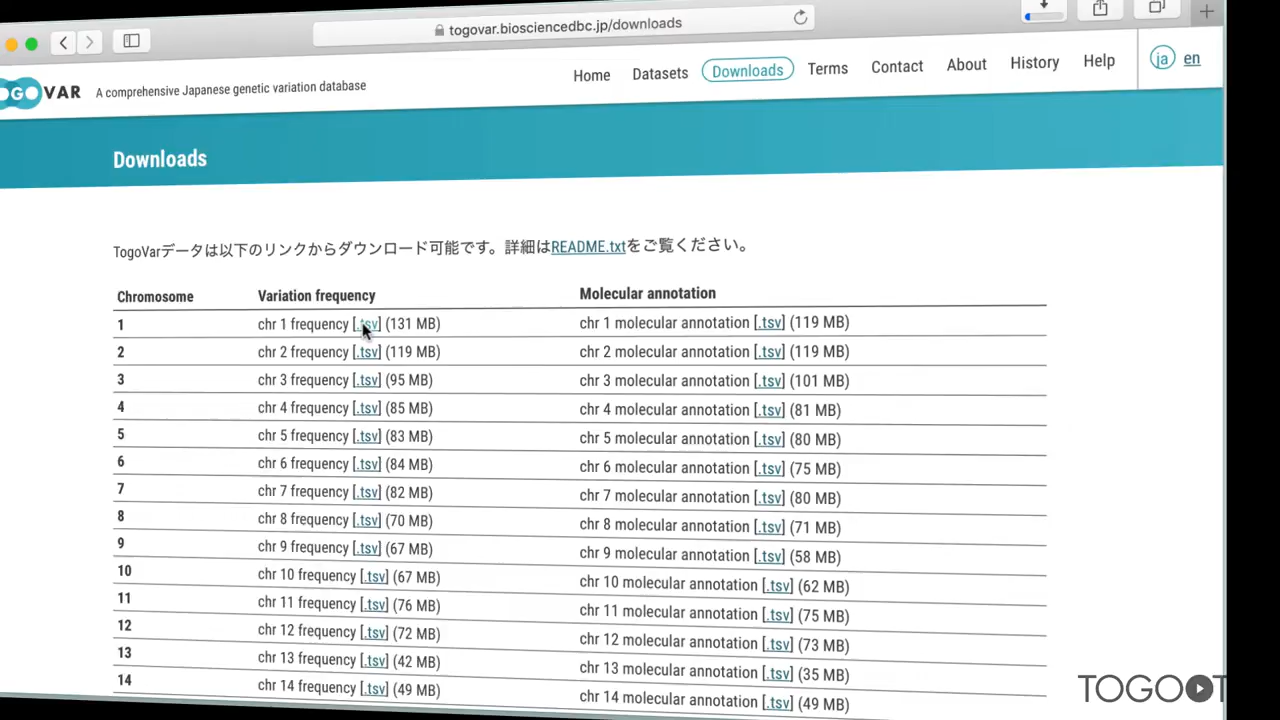 togovar.biosciencedbc.jp/downloads
GOVAR A comprehensive Japanese genetic variation database
Home Datasets Downloads Terms Contact About History Help ja en
Downloads
TogoVarデータは以下のリンクからダウンロード可能です。詳細はREADME.txtをご覧ください。
Chromosome Variation frequency Molecular annotation
1 chr 1 frequency [.tsv] (131 MB) chr 1 molecular annotation [.tsv] (119 MB)
2 chr 2 frequency [.tsv] (119 MB) chr 2 molecular annotation [.tsv] (119 MB)
3 chr 3 frequency [.tsv] (95 MB) chr 3 molecular annotation [.tsv] (101 MB)
4 chr 4 frequency [.tsv] (85 MB) chr 4 molecular annotation [.tsv] (81 MB)
5 chr 5 frequency [.tsv] (83 MB) chr 5 molecular annotation [.tsv] (80 MB)
6 chr 6 frequency [.tsv] (84 MB) chr 6 molecular annotation [.tsv] (75 MB)
7 chr 7 frequency [.tsv] (82 MB) chr 7 molecular annotation [.tsv] (80 MB)
8 chr 8 frequency [.tsv] (70 MB) chr 8 molecular annotation [.tsv] (71 MB)
9 chr 9 frequency [.tsv] (67 MB) chr 9 molecular annotation [.tsv] (58 MB)
10 chr 10 frequency [.tsv] (67 MB) chr 10 molecular annotation [.tsv] (62 MB)
11 chr 11 frequency [.tsv] (76 MB) chr 11 molecular annotation [.tsv] (75 MB)
12 chr 12 frequency [.tsv] (72 MB) chr 12 molecular annotation [.tsv] (73 MB)
13 chr 13 frequency [.tsv] (42 MB) chr 13 molecular annotation [.tsv] (35 MB)
14 chr 14 frequency [.tsv] (49 MB) chr 14 molecular annotation [.tsv] (49 MB)
TOGOOT